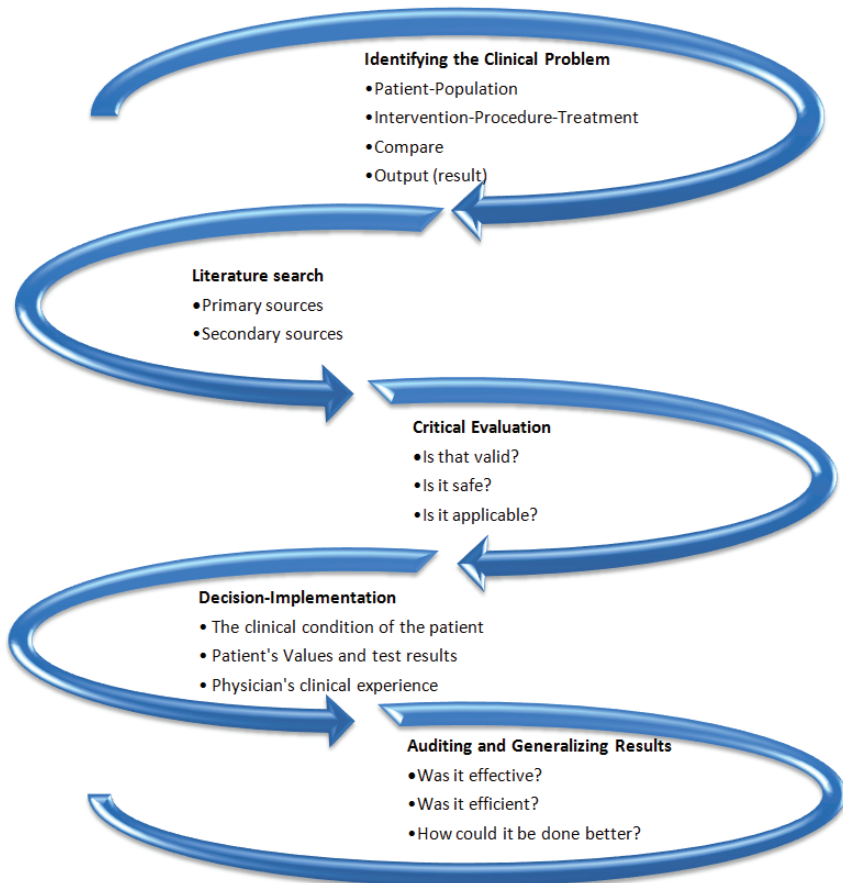 Identifying the Clinical Problem
•Patient-Population
•Intervention-Procedure-Treatment
•Compare
•Output (result)
Literature search
•Primary sources
•Secondary sources
Critical Evaluation
•Is that valid?
•Is it safe?
•Is it applicable?
Decision-Implementation
• The clinical condition of the patient
• Patient's Values and test results
• Physician's clinical experience
Auditing and Generalizing Results
•Was it effective?
•Was it efficient?
•How could it be done better?